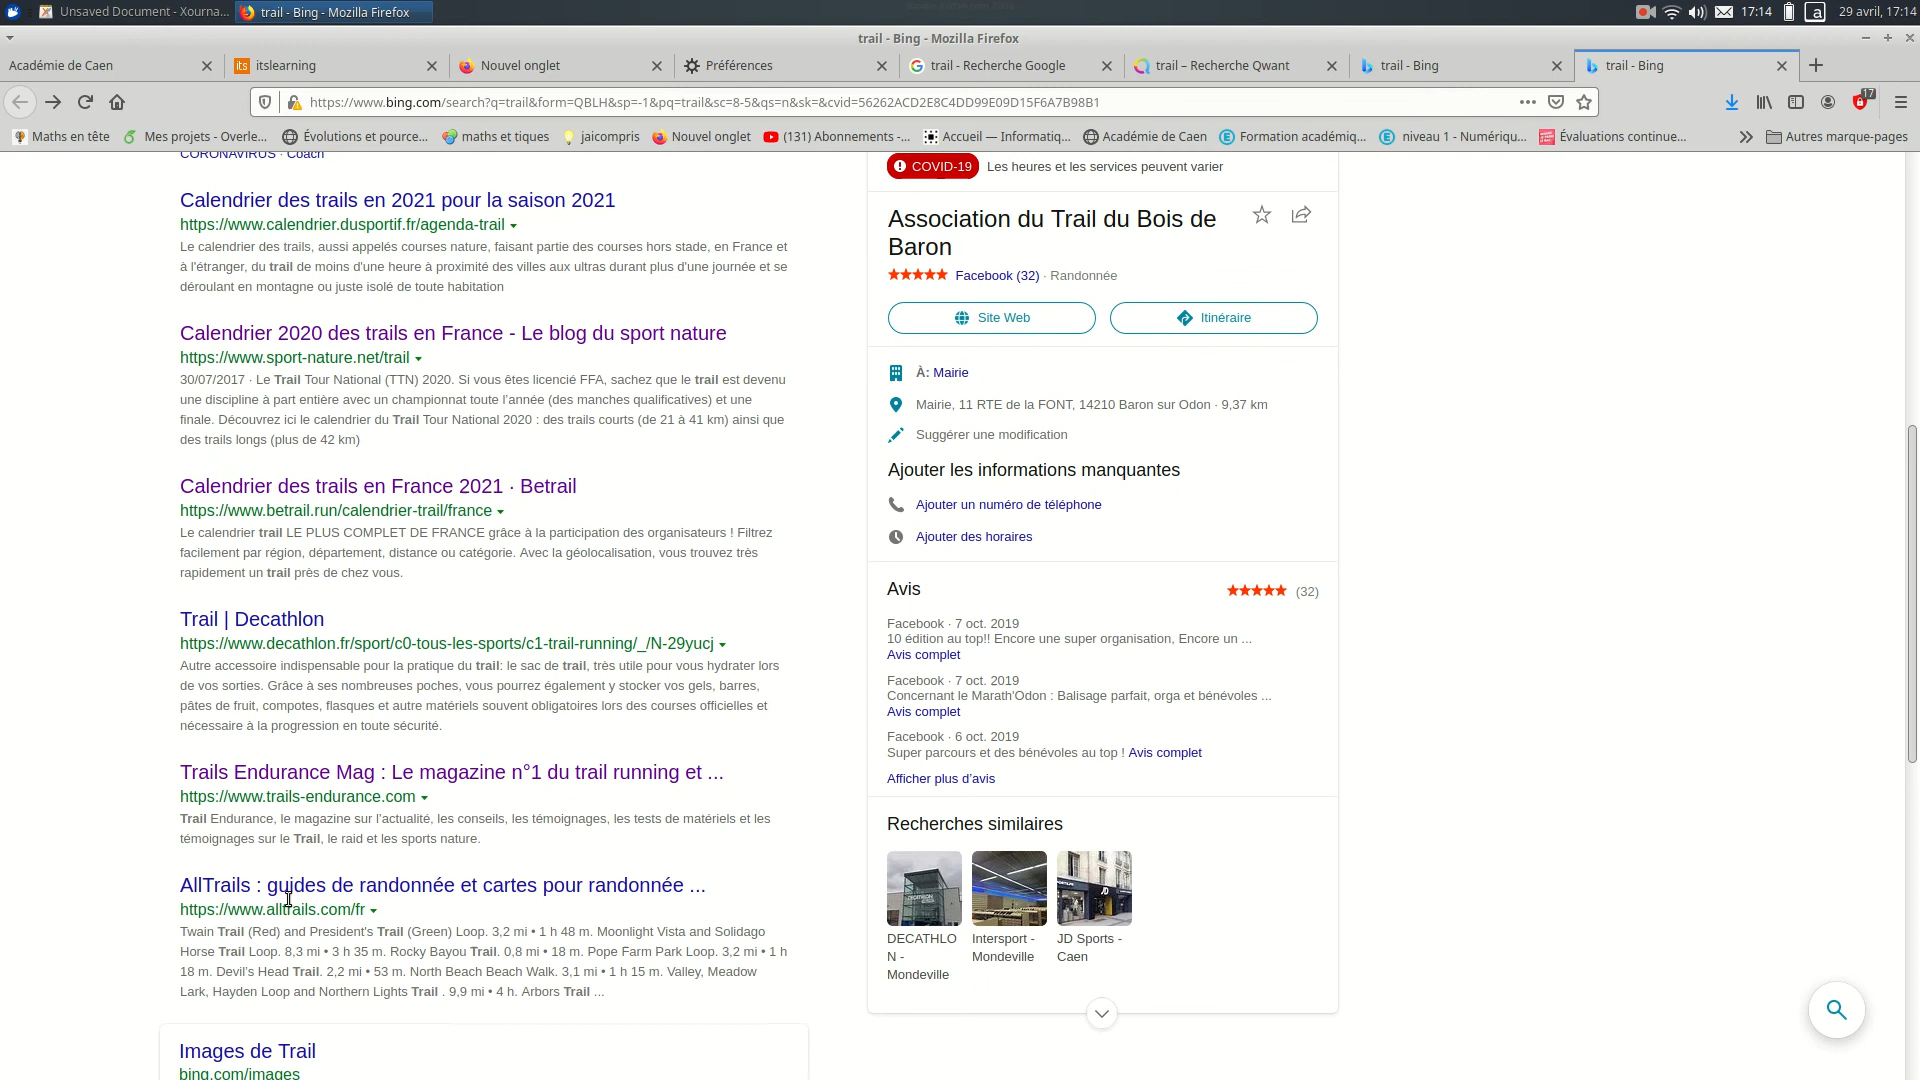 Unsaved Document - Xourna...
trail - Bing - Mozilla Firefox
17:14
a
29 avril, 17:14
trail - Bing - Mozilla Firefox
Académie de Caen
its
itslearning
Nouvel onglet
Préférences
trail - Recherche Google
trail – Recherche Qwant
trail - Bing
trail - Bing
https://www.bing.com/search?q=trail&form=QBLH&sp=-1&pq=trail&sc=8-5&qs=n&sk=&cvid=56262ACD2E8C4DD99E09D15F6A7B98B1
17
Maths en tête
Mes projets - Overle...
Évolutions et pource...
maths et tiques
jaicompris
Nouvel onglet
(131) Abonnements -...
Accueil — Informatiq...
Académie de Caen
Formation académiq...
niveau 1 - Numériqu...
Évaluations continue...
Autres marque-pages
CORONAVIRUS · Coach
Calendrier des trails en 2021 pour la saison 2021
https://www.calendrier.dusportif.fr/agenda-trail
Le calendrier des trails, aussi appelés courses nature, faisant partie des courses hors stade, en France et
à l'étranger, du trail de moins d'une heure à proximité des villes aux ultras durant plus d'une journée et se
déroulant en montagne ou juste isolé de toute habitation
Calendrier 2020 des trails en France - Le blog du sport nature
https://www.sport-nature.net/trail
30/07/2017 · Le Trail Tour National (TTN) 2020. Si vous êtes licencié FFA, sachez que le trail est devenu
une discipline à part entière avec un championnat toute l'année (des manches qualificatives) et une
finale. Découvrez ici le calendrier du Trail Tour National 2020 : des trails courts (de 21 à 41 km) ainsi que
des trails longs (plus de 42 km)
Calendrier des trails en France 2021 · Betrail
https://www.betrail.run/calendrier-trail/france
Le calendrier trail LE PLUS COMPLET DE FRANCE grâce à la participation des organisateurs ! Filtrez
facilement par région, département, distance ou catégorie. Avec la géolocalisation, vous trouvez très
rapidement un trail près de chez vous.
Trail | Decathlon
https://www.decathlon.fr/sport/c0-tous-les-sports/c1-trail-running/_/N-29yucj
Autre accessoire indispensable pour la pratique du trail: le sac de trail, très utile pour vous hydrater lors
de vos sorties. Grâce à ses nombreuses poches, vous pourrez également y stocker vos gels, barres,
pâtes de fruit, compotes, flasques et autre matériels souvent obligatoires lors des courses officielles et
nécessaire à la progression en toute sécurité.
Trails Endurance Mag : Le magazine n°1 du trail running et ...
https://www.trails-endurance.com
Trail Endurance, le magazine sur l'actualité, les conseils, les témoignages, les tests de matériels et les
témoignages sur le Trail, le raid et les sports nature.
AllTrails : guides de randonnée et cartes pour randonnée ...
https://www.alltrails.com/fr
Twain Trail (Red) and President's Trail (Green) Loop. 3,2 mi • 1 h 48 m. Moonlight Vista and Solidago
Horse Trail Loop. 8,3 mi • 3 h 35 m. Rocky Bayou Trail. 0,8 mi • 18 m. Pope Farm Park Loop. 3,2 mi • 1 h
18 m. Devil's Head Trail. 2,2 mi • 53 m. North Beach Beach Walk. 3,1 mi • 1 h 15 m. Valley, Meadow
Lark, Hayden Loop and Northern Lights Trail . 9,9 mi • 4 h. Arbors Trail ...
Images de Trail
bing.com/images
COVID-19 Les heures et les services peuvent varier
Association du Trail du Bois de
Baron
Facebook (32) · Randonnée
Site Web
Itinéraire
À: Mairie
Mairie, 11 RTE de la FONT, 14210 Baron sur Odon · 9,37 km
Suggérer une modification
Ajouter les informations manquantes
Ajouter un numéro de téléphone
Ajouter des horaires
Avis
(32)
Facebook · 7 oct. 2019
10 édition au top!! Encore une super organisation, Encore un ...
Avis complet
Facebook · 7 oct. 2019
Concernant le Marath'Odon : Balisage parfait, orga et bénévoles ...
Avis complet
Facebook · 6 oct. 2019
Super parcours et des bénévoles au top ! Avis complet
Afficher plus d'avis
Recherches similaires
DECATHLO
N -
Mondeville
Intersport -
Mondeville
JD Sports -
Caen